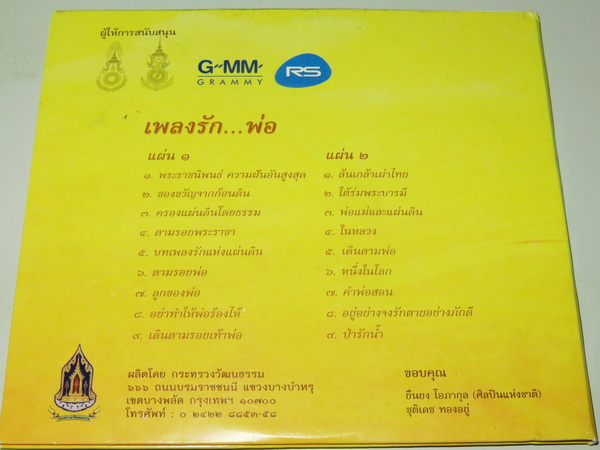 ผู้ให้การสนับสนุน
G"MM'
GRAMMY
RS
เพลงรัก...พ่อ
แผ่น ๑
๑. พระราชนิพนธ์ ความฝันอันสูงสุด
๒. ของขวัญจากก้อนดิน
๓. ครองแผ่นดินโดยธรรม
๔. ตามรอยพระราชา
๕. บทเพลงรักแห่งแผ่นดิน
๖. ตามรอยพ่อ
๗. ลูกของพ่อ
๘. อย่าทำให้พ่อร้องไห้
๙. เดินตามรอยเท้าพ่อ
แผ่น ๒
๑. ล้นเกล้าเผ่าไทย
๒. ใต้ร่มพระบารมี
๓. พ่อแม่และแผ่นดิน
๔. ในหลวง
๕. เดินตามพ่อ
๖. หนึ่งในโลก
๗. คำพ่อสอน
๘. อยู่อย่างจงรักตายอย่างภักดี
๙. ป่ารักน้ำ
ผลิตโดย กระทรวงวัฒนธรรม
๖๖๖ ถนนบรมราชชนนี แขวงบางบำหรุ
เขตบางพลัด กรุงเทพฯ ๑๐๗๐๐
โทรศัพท์ : ๐ ๒๔๒๒ ๘๘๕๓-๕๘
ขอบคุณ
ยืนยง โอภากุล (ศิลปินแห่งชาติ)
ชุติเดช ทองอยู่